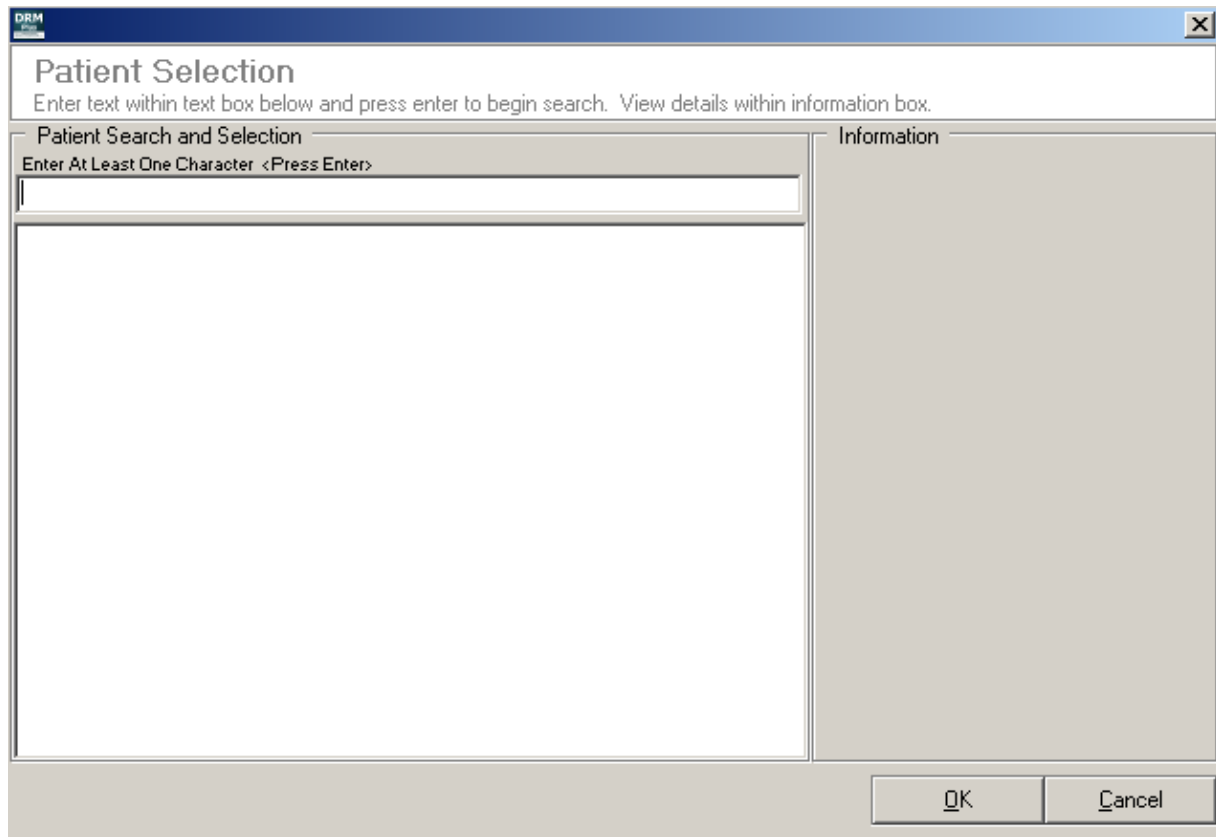 DRM
Plus
Patient Selection
Enter text within text box below and press enter to begin search. View details within information box.
Patient Search and Selection
Information
Enter At Least One Character <Press Enter>
OK
Cancel